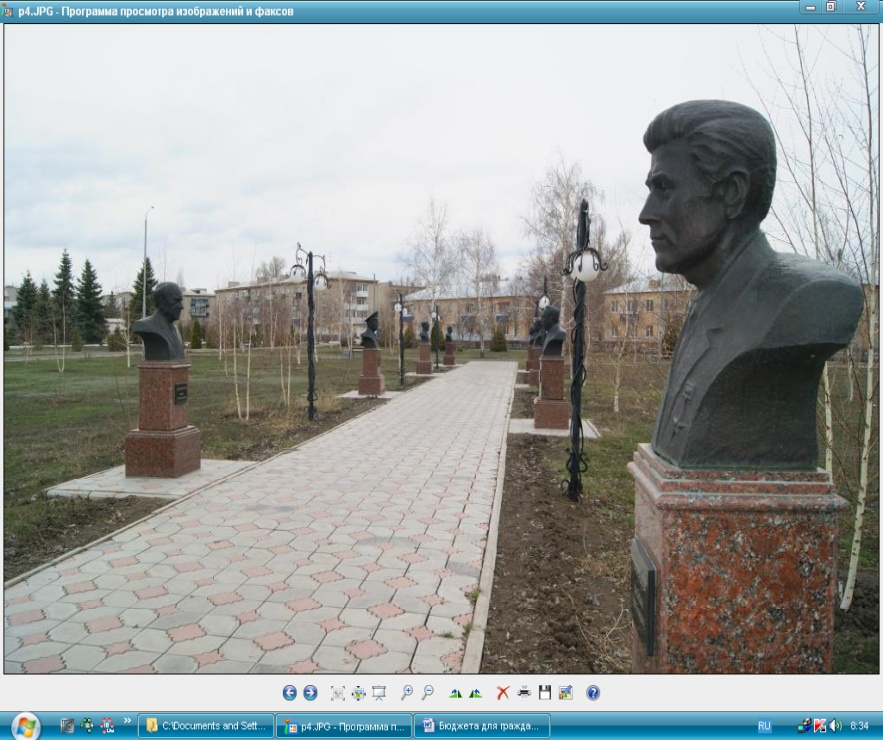 p4.JPG - Программа просмотра изображений и факсов
C:\Documents and Sett...
p4.JPG - Программа п...
Бюджета для гражда...
RU
8:34